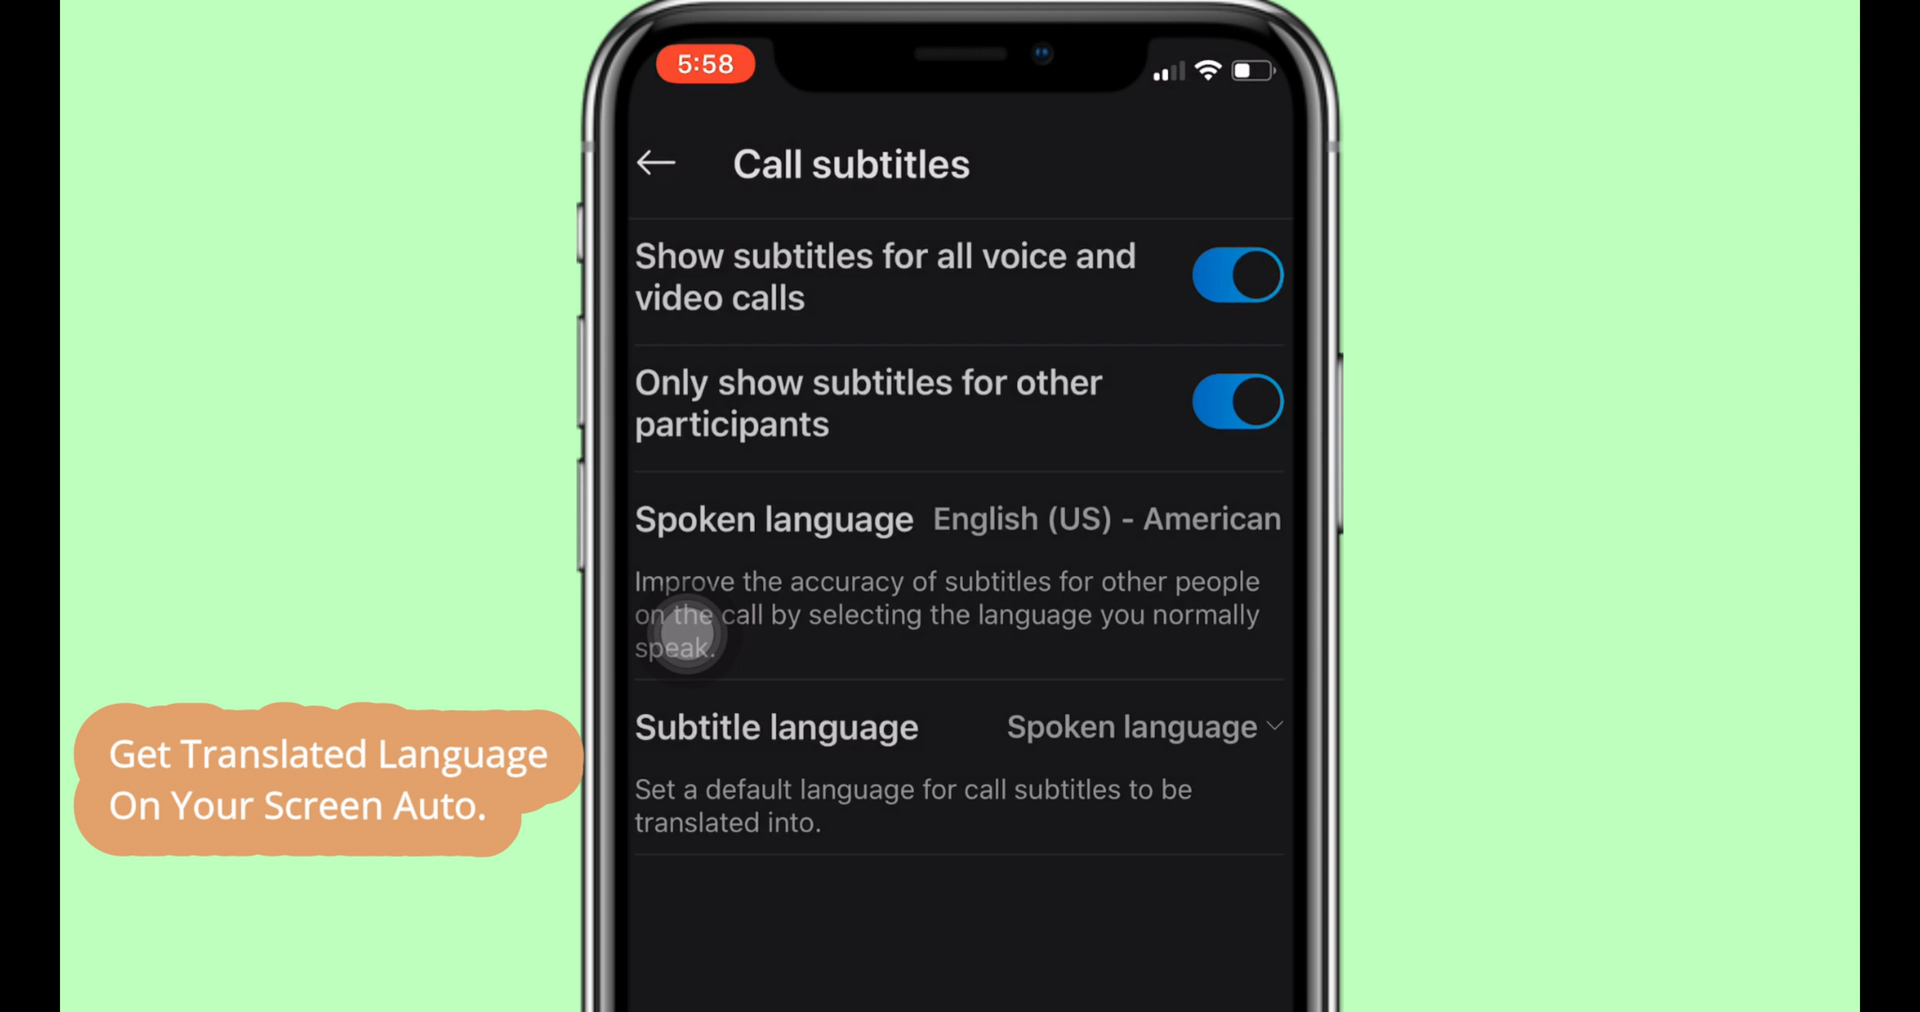 5:58
Call subtitles
Show subtitles for all voice and
video calls
Only show subtitles for other
participants
Spoken language English (US) - American
Improve the accuracy of subtitles for other people
on the call by selecting the language you normally
speak.
Subtitle language Spoken language
Set a default language for call subtitles to be
translated into.
Get Translated Language
On Your Screen Auto.